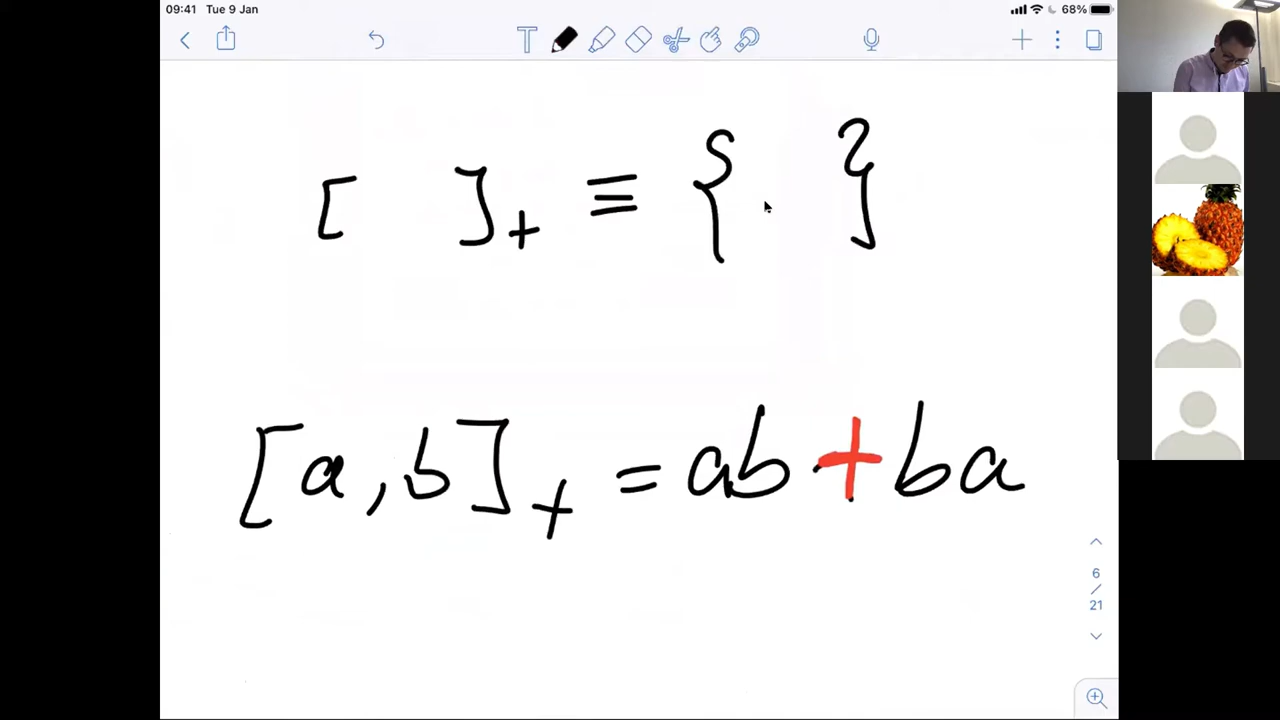 09:41 Tue 9 Jan 68%
T
[ ]₊ ≡ { . }
[a, b]₊ = ab + ba
6
/
21